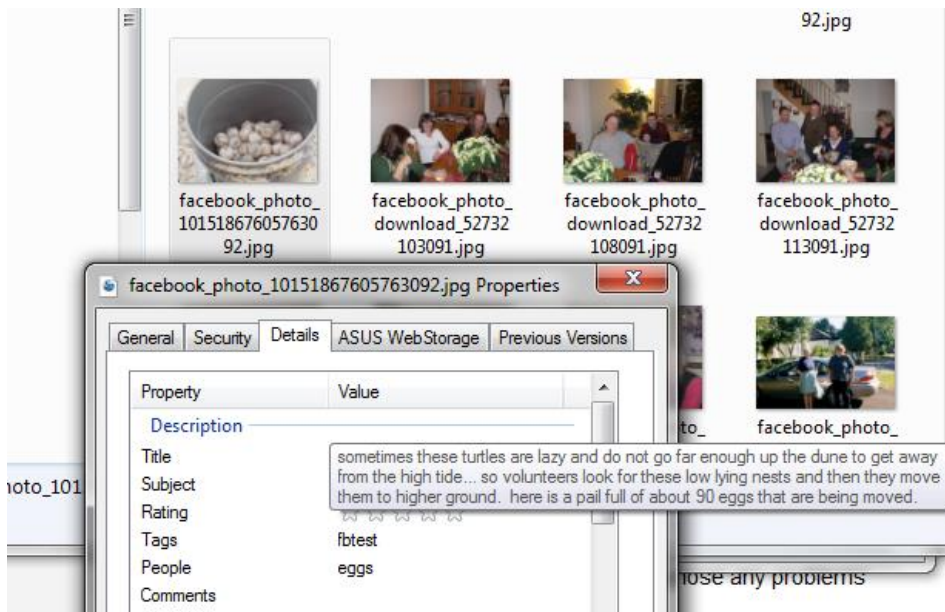 92.jpg
facebook_photo_
101518676057630
92.jpg
facebook_photo_
download_52732
103091.jpg
facebook_photo_
download_52732
108091.jpg
facebook_photo_
download_52732
113091.jpg
facebook_photo_10151867605763092.jpg Properties
General Security Details ASUS WebStorage Previous Versions
Property Value
Description
to_ facebook_photo_
Title
sometimes these turtles are lazy and do not go far enough up the dune to get away
from the high tide... so volunteers look for these low lying nests and then they move
them to higher ground.  here is a pail full of about 90 eggs that are being moved.
hoto_101
Subject
Rating
Tags fbtest
People eggs
Comments
any problems